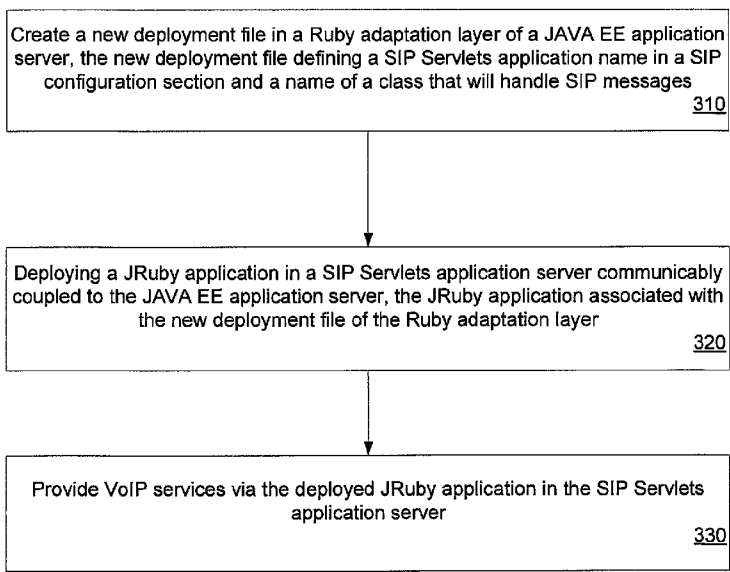 Create a new deployment file in a Ruby adaptation layer of a JAVA EE application
server, the new deployment file defining a SIP Servlets application name in a SIP
configuration section and a name of a class that will handle SIP messages
310
Deploying a JRuby application in a SIP Servlets application server communicably
coupled to the JAVA EE application server, the JRuby application associated with
the new deployment file of the Ruby adaptation layer
320
Provide VoIP services via the deployed JRuby application in the SIP Servlets
application server
330